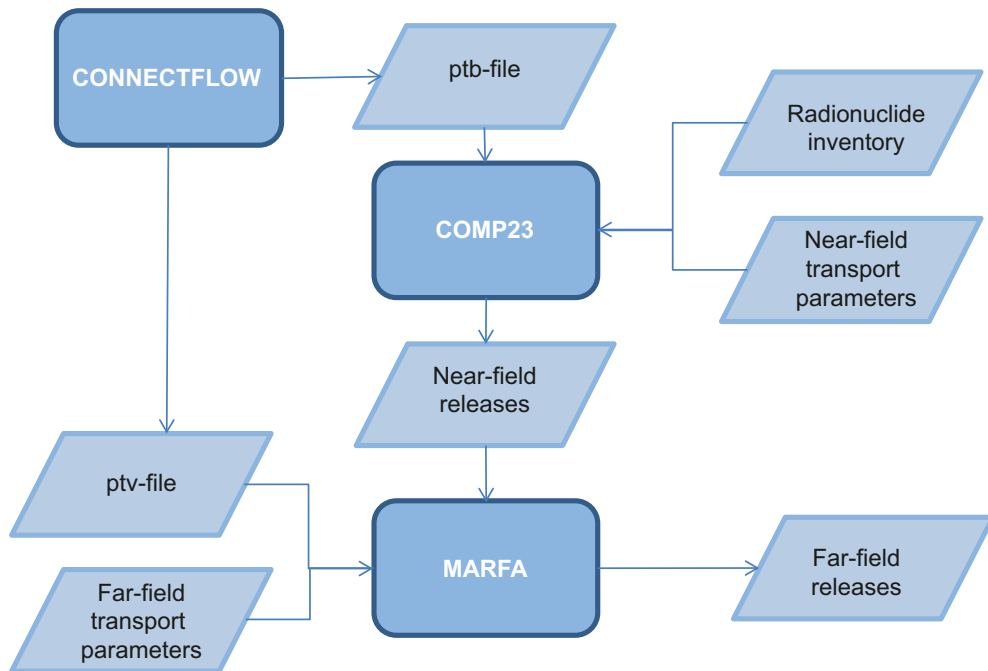 CONNECTFLOW
ptb-file
Radionuclide
inventory
COMP23
Near-field
transport
parameters
Near-field
releases
ptv-file
MARFA
Far-field
releases
Far-field
transport
parameters